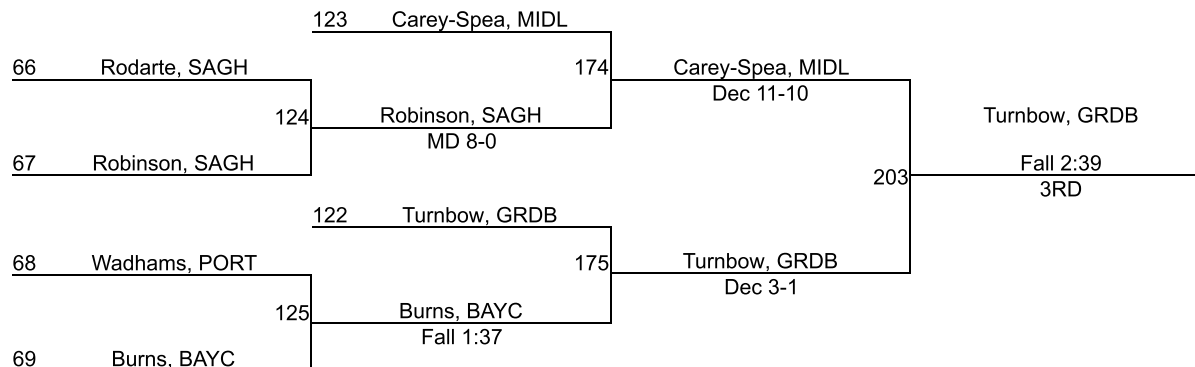 123 Carey-Spea, MIDL
66 Rodarte, SAGH
174 Carey-Spea, MIDL
Dec 11-10
124 Robinson, SAGH
MD 8-0
Turnbow, GRDB
67 Robinson, SAGH
203 Fall 2:39
3RD
122 Turnbow, GRDB
68 Wadhams, PORT
175 Turnbow, GRDB
Dec 3-1
125 Burns, BAYC
Fall 1:37
69 Burns, BAYC